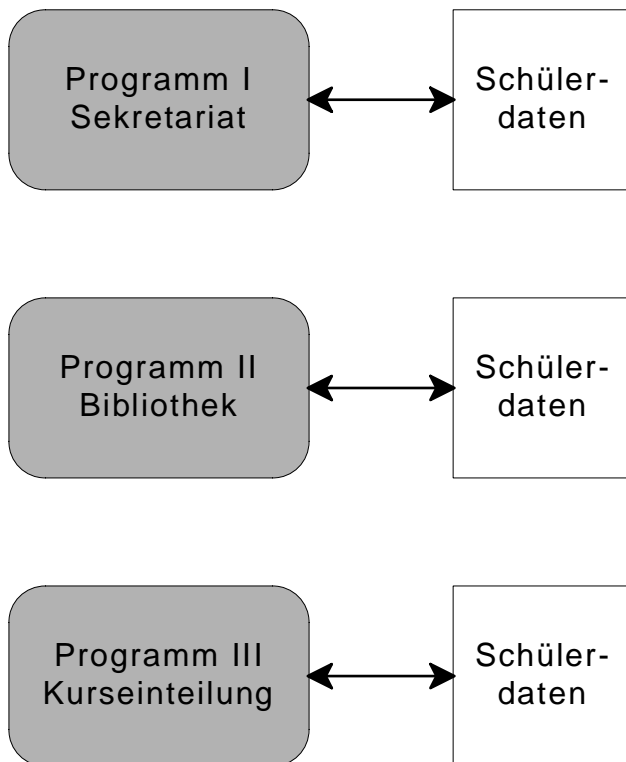 Programm I
Sekretariat
Schüler-
daten
Programm II
Bibliothek
Schüler-
daten
Programm III
Kurseinteilung
Schüler-
daten